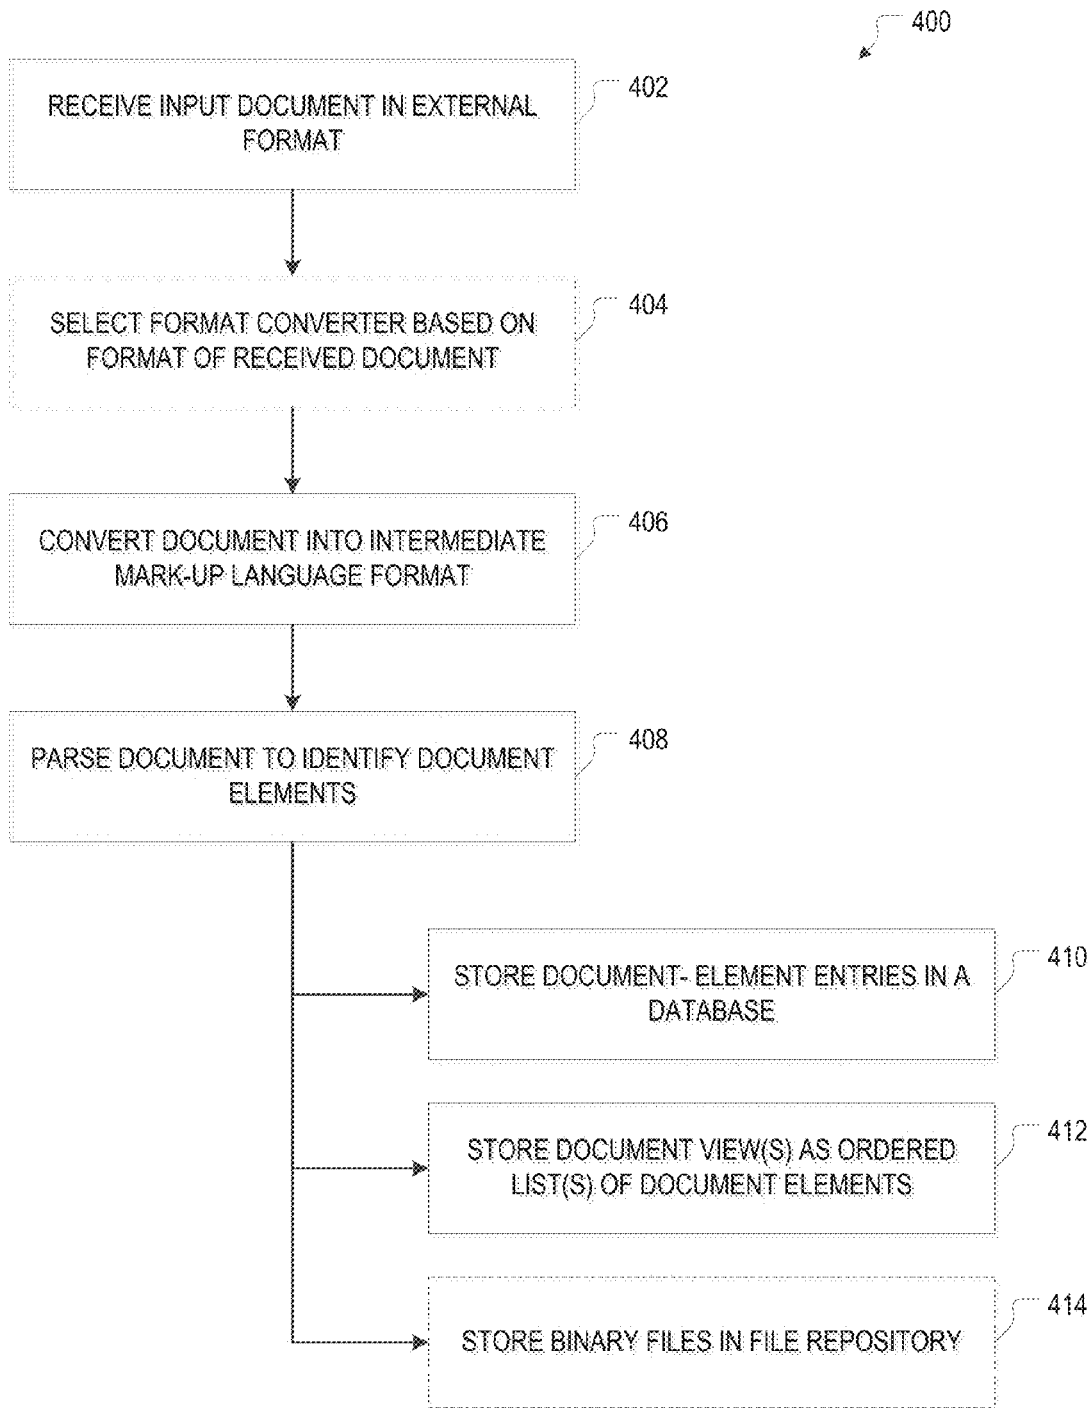 400
RECEIVE INPUT DOCUMENT IN EXTERNAL
FORMAT
402
SELECT FORMAT CONVERTER BASED ON
FORMAT OF RECEIVED DOCUMENT
404
CONVERT DOCUMENT INTO INTERMEDIATE
MARK-UP LANGUAGE FORMAT
406
PARSE DOCUMENT TO IDENTIFY DOCUMENT
ELEMENTS
408
STORE DOCUMENT- ELEMENT ENTRIES IN A
DATABASE
410
STORE DOCUMENT VIEW(S) AS ORDERED
LIST(S) OF DOCUMENT ELEMENTS
412
STORE BINARY FILES IN FILE REPOSITORY
414